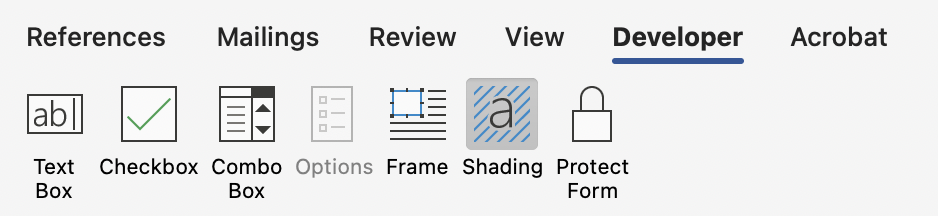 References Mailings Review View Developer Acrobat
ab|
a
Text Checkbox Combo Options Frame Shading Protect
Box Box Form